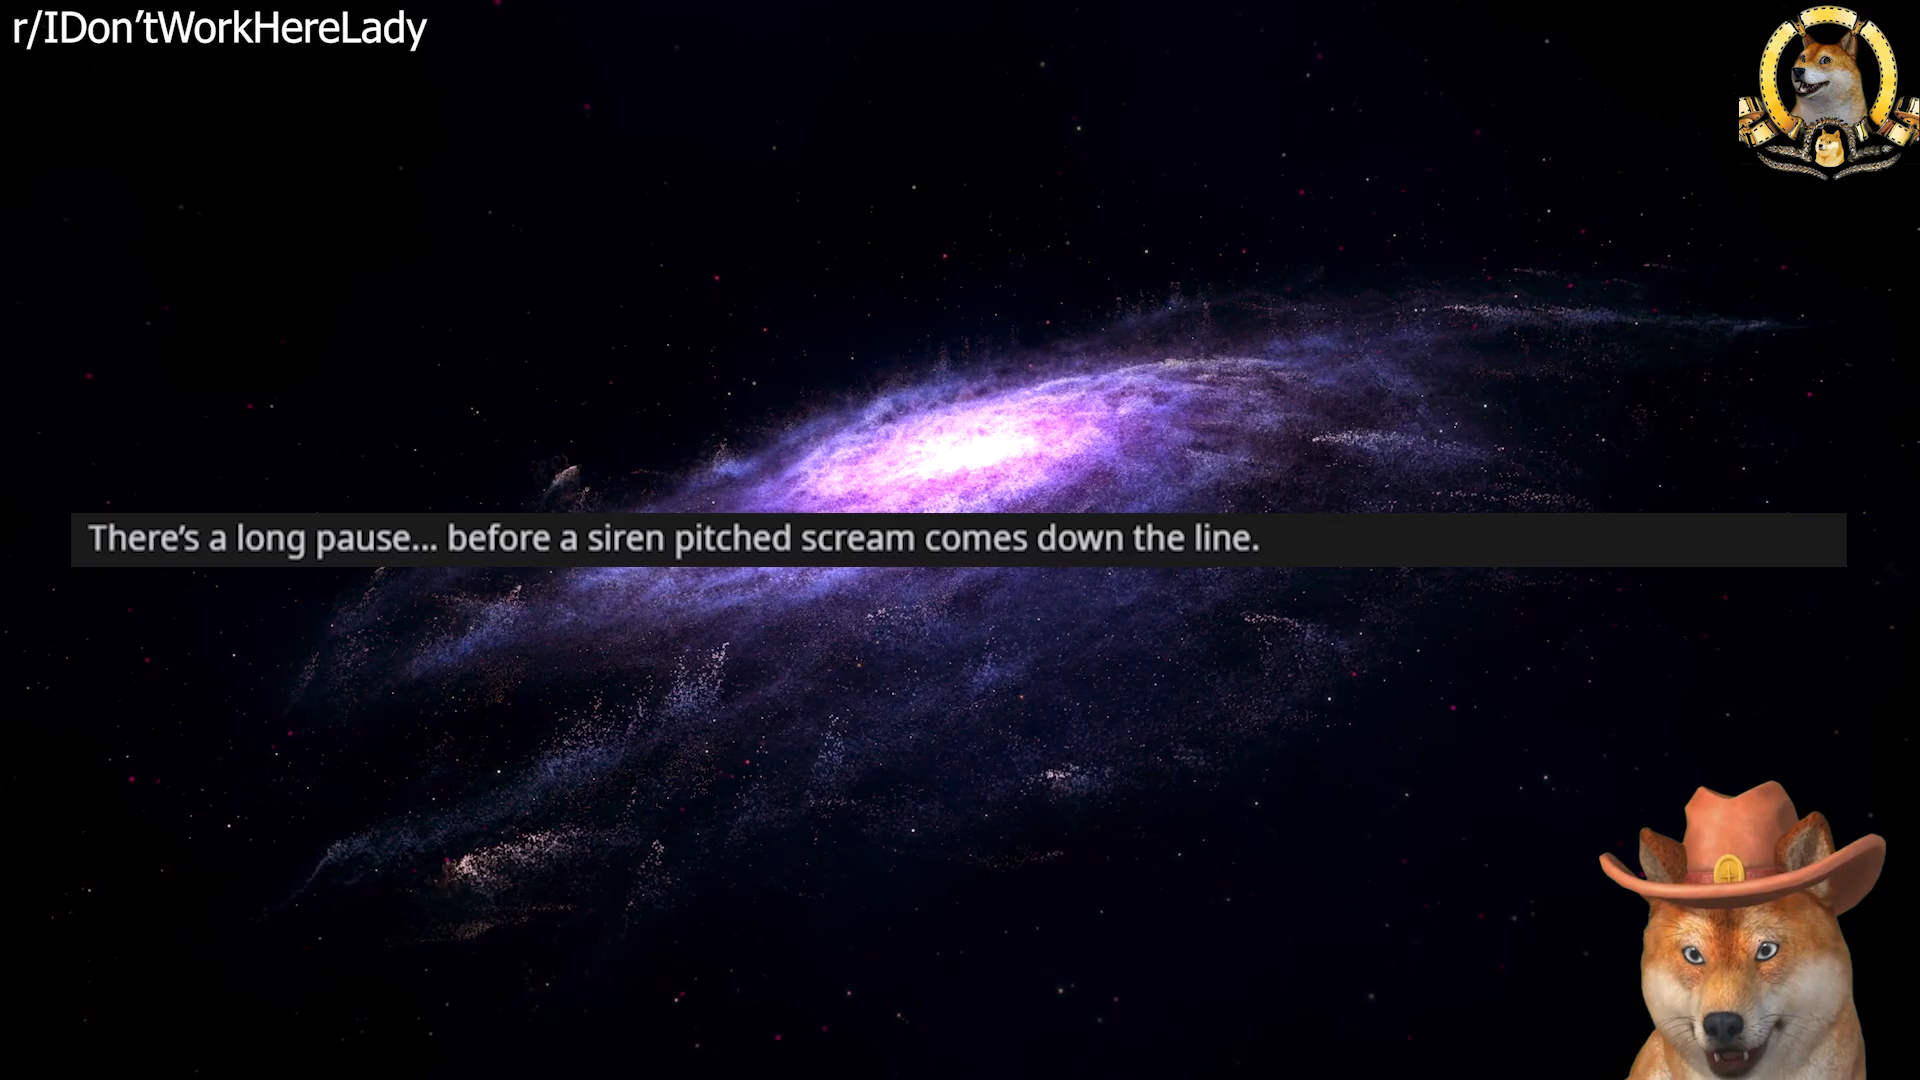 r/IDon’tWorkHereLady
There’s a long pause... before a siren pitched scream comes down the line.